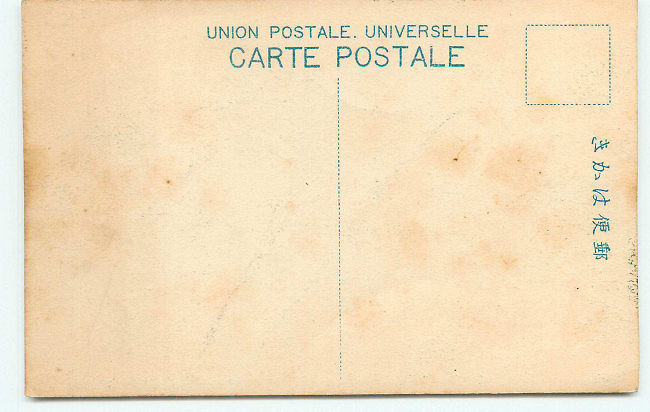 UNION POSTALE. UNIVERSELLE
CARTE POSTALE
きかは便郵